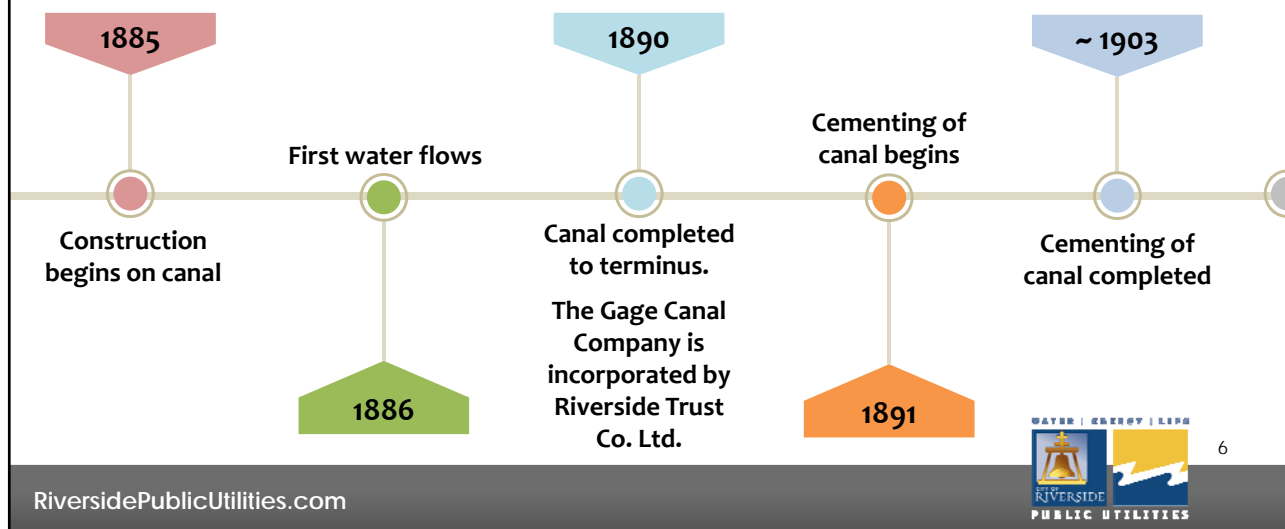 1885
Construction
begins on canal
First water flows
1886
1890
Canal completed
to terminus.
The Gage Canal
Company is
incorporated by
Riverside Trust
Co. Ltd.
Cementing of
canal begins
1891
~ 1903
Cementing of
canal completed
RiversidePublicUtilities.com
WATER | ENERGY | LIFE
CITY OF
RIVERSIDE
PUBLIC UTILITIES
6